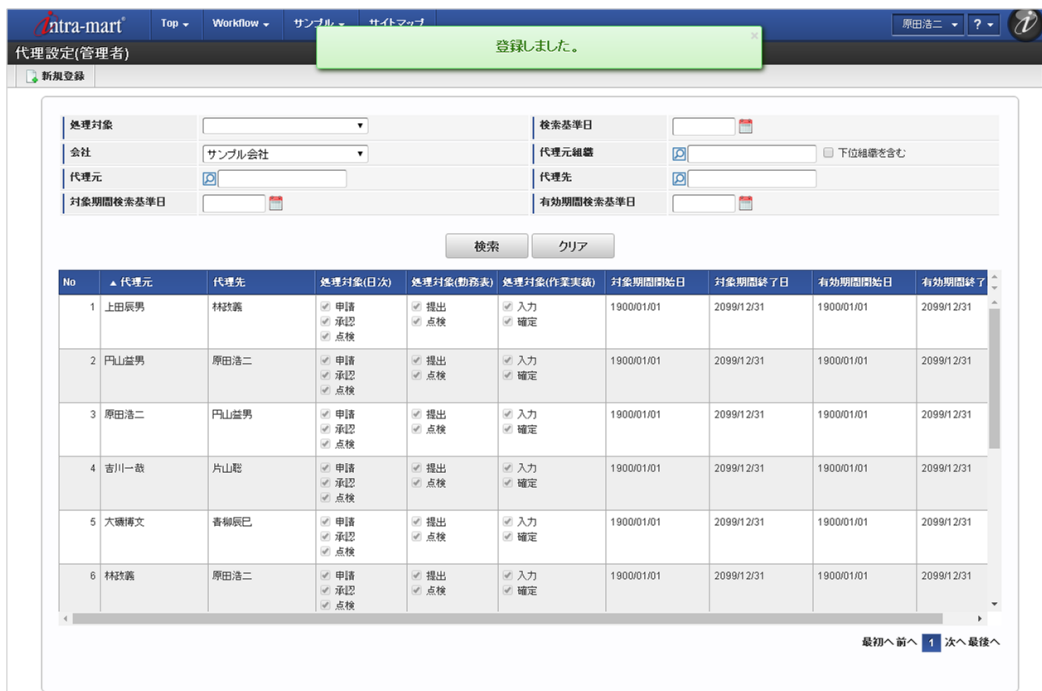 intra-mart Top Workflow サンプル サイトマップ 原田浩二 ?
登録しました。 ×
代理設定(管理者)
新規登録
処理対象 検索基準日
会社 サンプル会社 代理元組織 下位組織を含む
代理元 代理先
対象期間検索基準日 有効期間検索基準日
検索 クリア
No ▲ 代理元 代理先 処理対象(日次) 処理対象(勤務表) 処理対象(作業実績) 対象期間開始日 対象期間終了日 有効期間開始日 有効期間終了
1 上田辰男 林政義 申請 提出 入力 1900/01/01 2099/12/31 1900/01/01 2099/12/31
承認 点検 確定
点検
2 円山益男 原田浩二 申請 提出 入力 1900/01/01 2099/12/31 1900/01/01 2099/12/31
承認 点検 確定
点検
3 原田浩二 円山益男 申請 提出 入力 1900/01/01 2099/12/31 1900/01/01 2099/12/31
承認 点検 確定
点検
4 吉川一哉 片山聡 申請 提出 入力 1900/01/01 2099/12/31 1900/01/01 2099/12/31
承認 点検 確定
点検
5 大磯博文 青柳辰巳 申請 提出 入力 1900/01/01 2099/12/31 1900/01/01 2099/12/31
承認 点検 確定
点検
6 林政義 原田浩二 申請 提出 入力 1900/01/01 2099/12/31 1900/01/01 2099/12/31
承認 点検 確定
点検
最初へ 前へ 1 次へ 最後へ